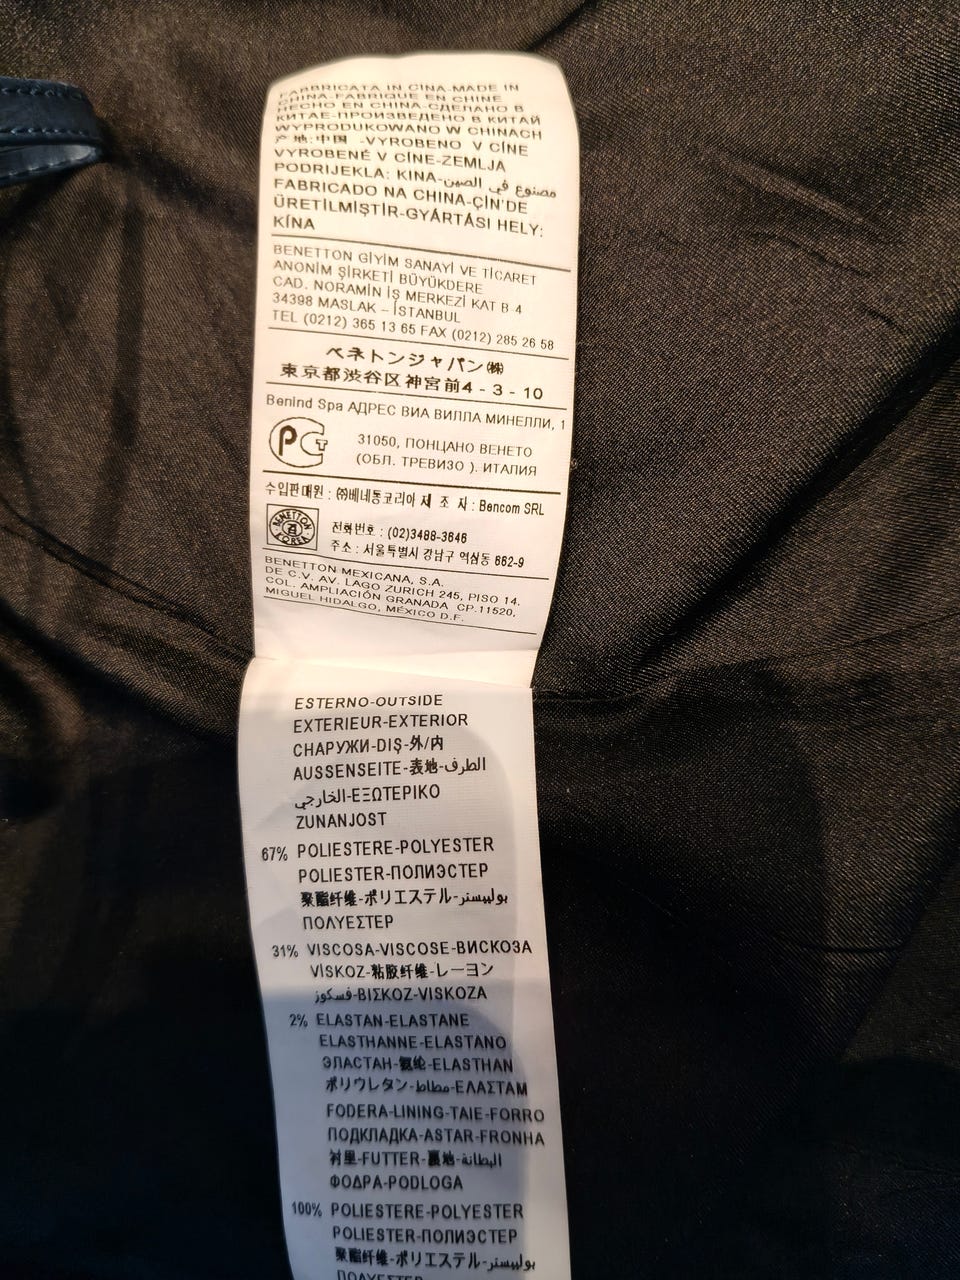 FABBRICATA IN CINA-MADE IN
CHINA-FABRIQUE EN CHINE
HECHO EN CHINA-СДЕЛАНО В
КИТАЕ-ПРОИЗВЕДЕНО В КИТАЙ
WYPRODUKOWANO W CHINACH
产地:中国 -VYROBENO V CÍNE
VYROBENÉ V CÍNE-ZEMLJA
PODRIJEKLA: KINA-مصنوع في الصين
FABRICADO NA CHINA-ÇİN'DE
ÜRETİLMİŞTİR-GYÁRTÁSI HELY:
KÍNA
BENETTON GİYİM SANAYİ VE TİCARET
ANONİM ŞİRKETİ BÜYÜKDERE
CAD. NORAMİN İŞ MERKEZİ KAT B 4
34398 MASLAK – İSTANBUL
TEL (0212) 365 13 65 FAX (0212) 285 26 58
ベネトンジャパン㈱
東京都渋谷区神宮前4-3-10
Benind Spa АДРЕС ВИА ВИЛЛА МИНЕЛЛИ, 1
РСТ
31050, ПОНЦАНО ВЕНЕТО
(ОБЛ. ТРЕВИЗО ). ИТАЛИЯ
수입판매원 : ㈜베네통코리아 제 조 자 : Bencom SRL
BENETTON KOREA
전화번호 : (02)3488-3646
주소 : 서울특별시 강남구 역삼동 662-9
BENETTON MEXICANA, S.A.
DE C.V. AV. LAGO ZURICH 245, PISO 14,
COL. AMPLIACIÓN GRANADA CP.11520,
MIGUEL HIDALGO, MÉXICO D.F.
ESTERNO-OUTSIDE
EXTERIEUR-EXTERIOR
СНАРУЖИ-DIŞ-外/内
AUSSENSEITE-表地-الطرف
الخارجي-ΕΞΩΤΕΡΙΚΟ
ZUNANJOST
67% POLIESTERE-POLYESTER
POLIESTER-ПОЛИЭСТЕР
聚酯纤维-ポリエステル-بوليستر
ΠΟΛΥΕΣΤΕΡ
31% VISCOSA-VISCOSE-ВИСКОЗА
VİSKOZ-粘胶纤维-レーヨン
فسكوز-ΒΙΣΚΟΖ-VISKOZA
2% ELASTAN-ELASTANE
ELASTHANNE-ELASTANO
ЭЛАСТАН-氨纶-ELASTHAN
ポリウレタン-مطاط-ΕΛΑΣΤΑΜ
FODERA-LINING-TAIE-FORRO
ПОДКЛАДКА-ASTAR-FRONHA
衬里-FUTTER-裏地-البطانة
ΦΟΔΡΑ-PODLOGA
100% POLIESTERE-POLYESTER
POLIESTER-ПОЛИЭСТЕР
聚酯纤维-ポリエステル-بوليستر
ΠΟΛΥΕΣΤΕΡ